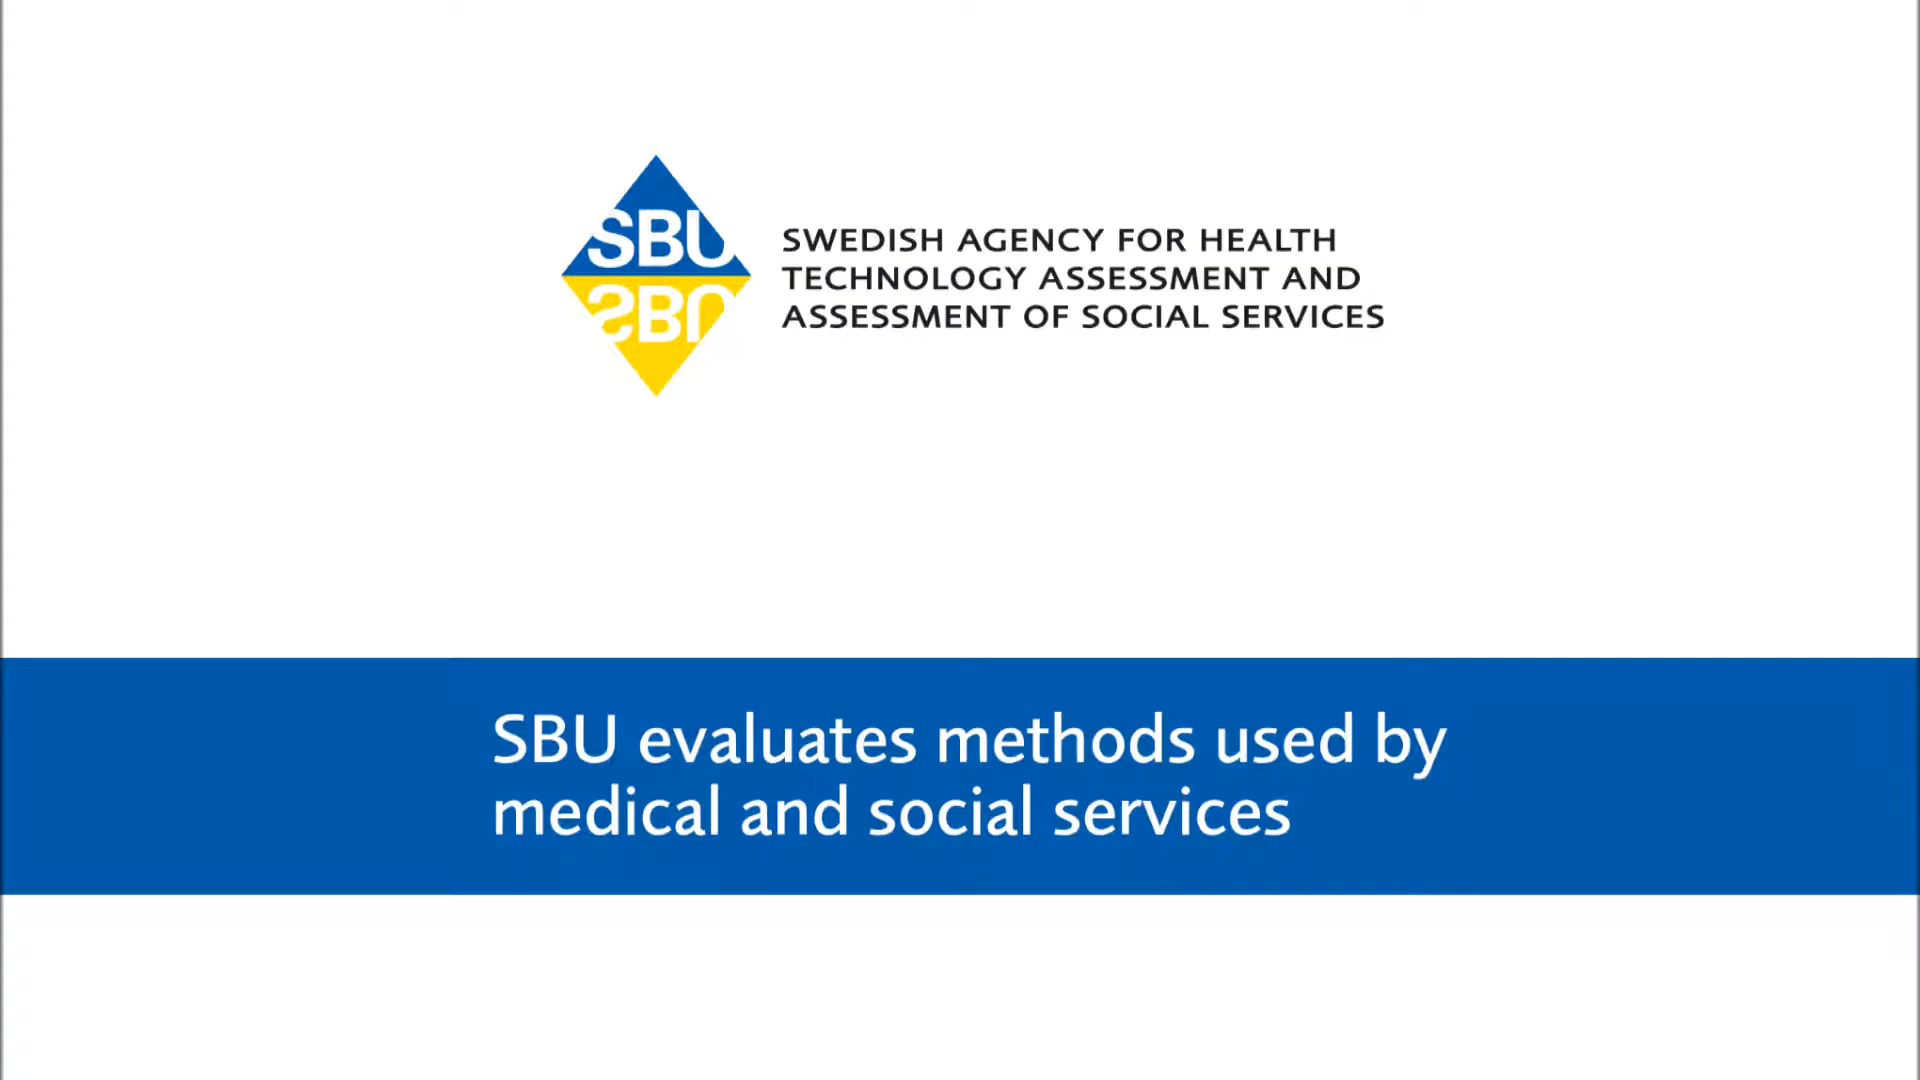 SBU
SBU
SWEDISH AGENCY FOR HEALTH
TECHNOLOGY ASSESSMENT AND
ASSESSMENT OF SOCIAL SERVICES
SBU evaluates methods used by
medical and social services